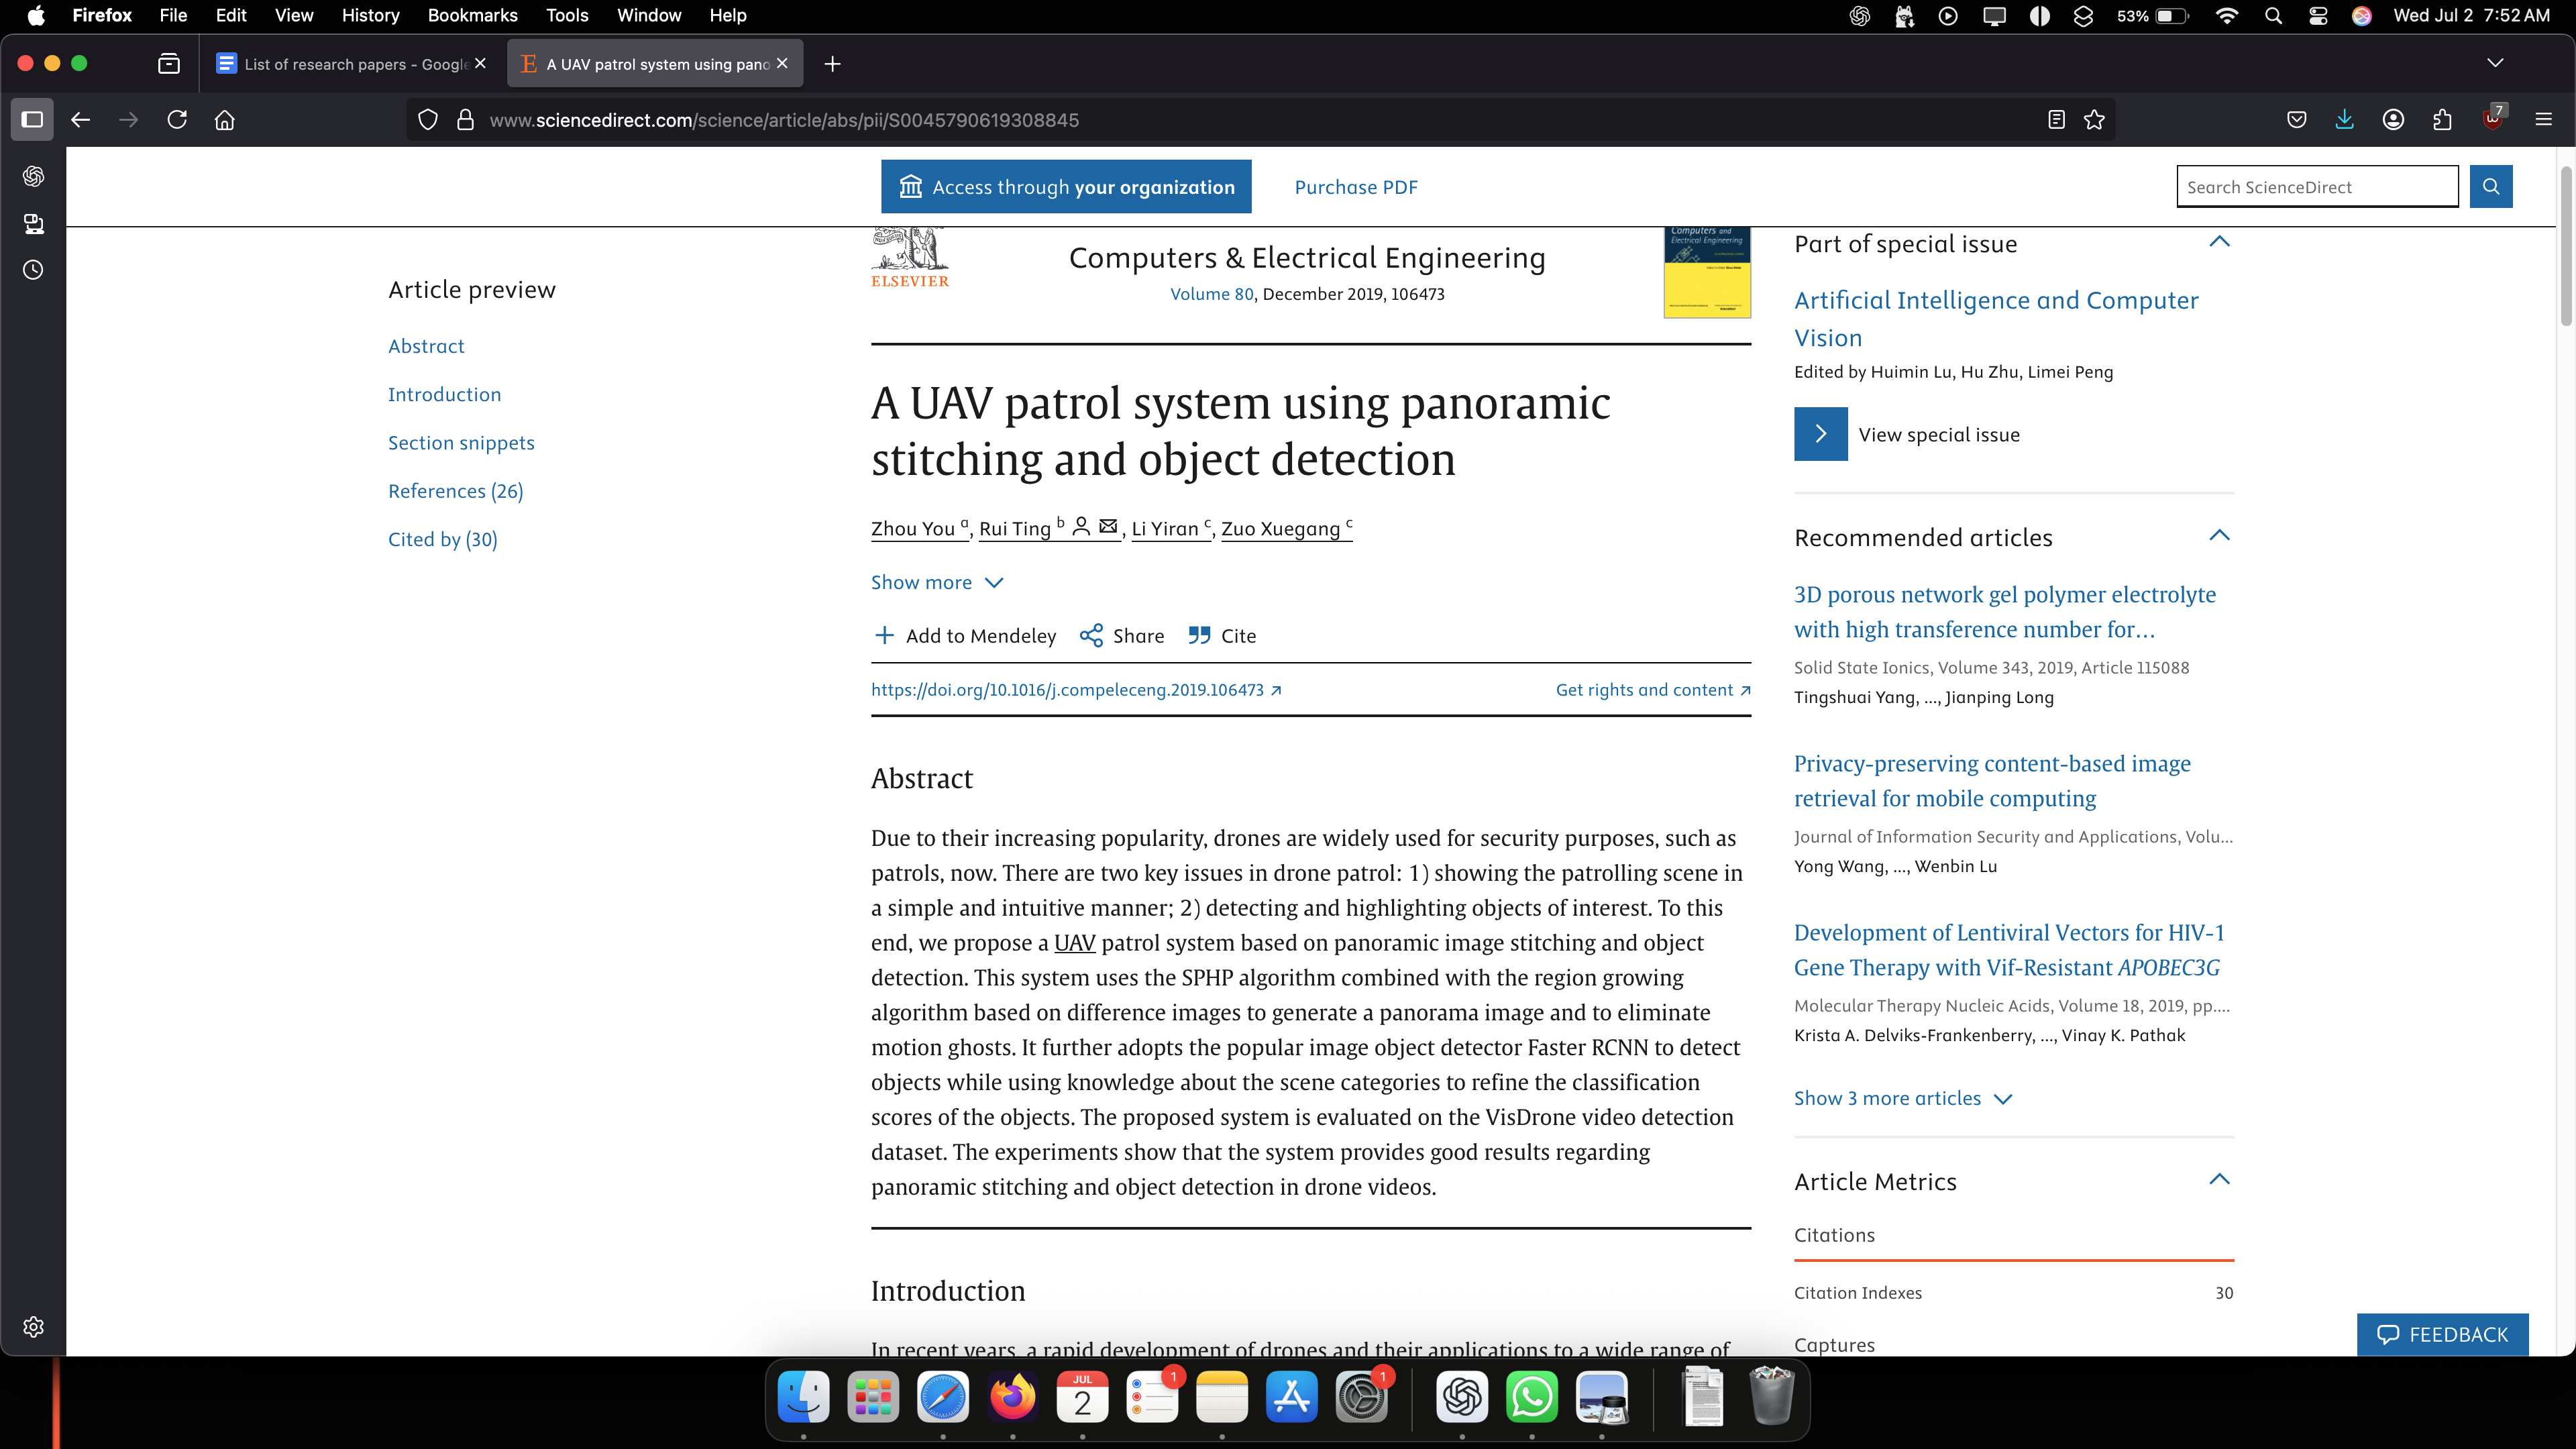 Firefox File Edit View History Bookmarks Tools Window Help
53% Wed Jul 2 7:52 AM
List of research papers - Google
A UAV patrol system using pano
www.sciencedirect.com/science/article/abs/pii/S0045790619308845
7
Access through your organization
Purchase PDF
Search ScienceDirect
Article preview
Abstract
Introduction
Section snippets
References (26)
Cited by (30)
ELSEVIER
Computers & Electrical Engineering
Volume 80, December 2019, 106473
Computers and
Electrical Engineering
A UAV patrol system using panoramic
stitching and object detection
Zhou You a, Rui Ting b, Li Yiran c, Zuo Xuegang c
Show more
Add to Mendeley Share Cite
https://doi.org/10.1016/j.compeleceng.2019.106473 Get rights and content
Abstract
Due to their increasing popularity, drones are widely used for security purposes, such as
patrols, now. There are two key issues in drone patrol: 1) showing the patrolling scene in
a simple and intuitive manner; 2) detecting and highlighting objects of interest. To this
end, we propose a UAV patrol system based on panoramic image stitching and object
detection. This system uses the SPHP algorithm combined with the region growing
algorithm based on difference images to generate a panorama image and to eliminate
motion ghosts. It further adopts the popular image object detector Faster RCNN to detect
objects while using knowledge about the scene categories to refine the classification
scores of the objects. The proposed system is evaluated on the VisDrone video detection
dataset. The experiments show that the system provides good results regarding
panoramic stitching and object detection in drone videos.
Introduction
In recent years, a rapid development of drones and their applications to a wide range of
Part of special issue
Artificial Intelligence and Computer
Vision
Edited by Huimin Lu, Hu Zhu, Limei Peng
View special issue
Recommended articles
3D porous network gel polymer electrolyte
with high transference number for…
Solid State Ionics, Volume 343, 2019, Article 115088
Tingshuai Yang, ..., Jianping Long
Privacy-preserving content-based image
retrieval for mobile computing
Journal of Information Security and Applications, Volu...
Yong Wang, ..., Wenbin Lu
Development of Lentiviral Vectors for HIV-1
Gene Therapy with Vif-Resistant APOBEC3G
Molecular Therapy Nucleic Acids, Volume 18, 2019, pp....
Krista A. Delviks-Frankenberry, ..., Vinay K. Pathak
Show 3 more articles
Article Metrics
Citations
Citation Indexes 30
Captures
FEEDBACK
JUL
2
1
1